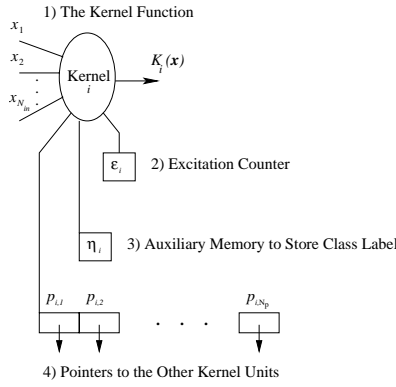 1) The Kernel Function
x1
x2
xNin
Kernel
i
Ki(x)
εi
2) Excitation Counter
ηi
3) Auxiliary Memory to Store Class Label
pi,1 pi,2 pi,Np
4) Pointers to the Other Kernel Units